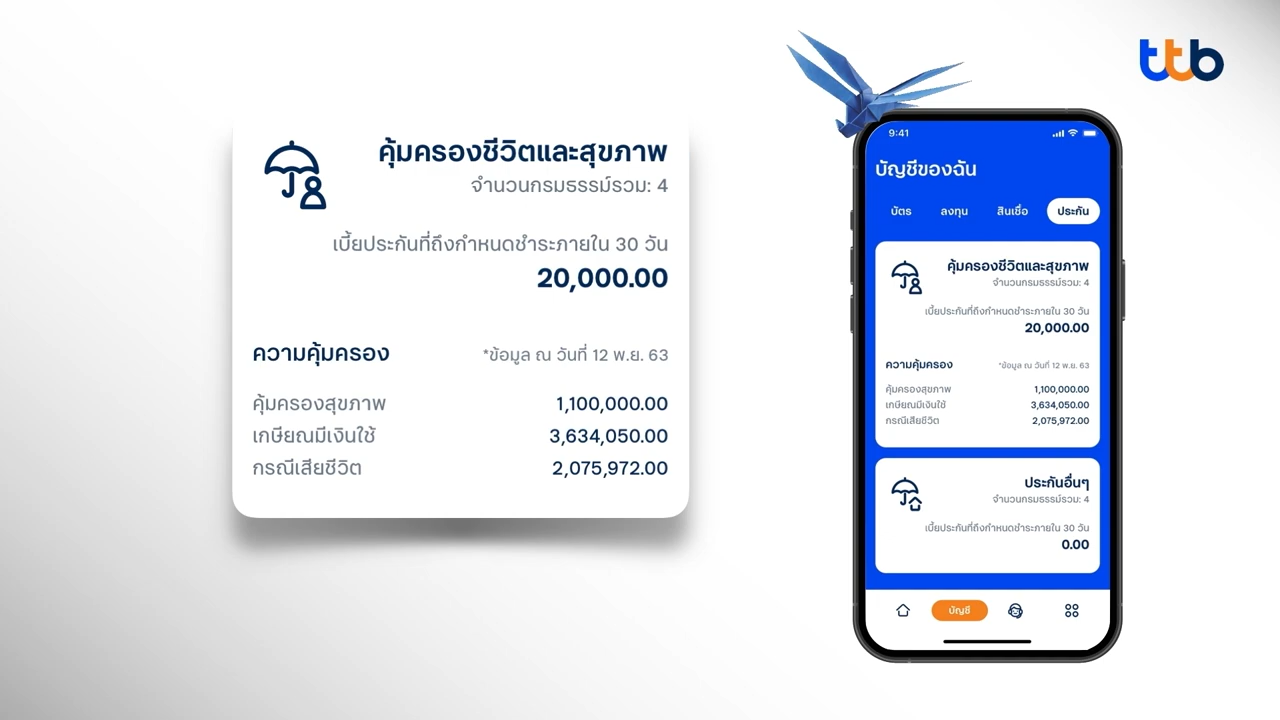 ttb
คุ้มครองชีวิตและสุขภาพ
จำนวนกรมธรรม์รวม: 4
เบี้ยประกันที่ถึงกำหนดชำระภายใน 30 วัน
20,000.00
ความคุ้มครอง *ข้อมูล ณ วันที่ 12 พ.ย. 63
คุ้มครองสุขภาพ 1,100,000.00
เกษียณมีเงินใช้ 3,634,050.00
กรณีเสียชีวิต 2,075,972.00
9:41
บัญชีของฉัน
บัตร ลงทุน สินเชื่อ ประกัน
คุ้มครองชีวิตและสุขภาพ
จำนวนกรมธรรม์รวม: 4
เบี้ยประกันที่ถึงกำหนดชำระภายใน 30 วัน
20,000.00
ความคุ้มครอง *ข้อมูล ณ วันที่ 12 พ.ย. 63
คุ้มครองสุขภาพ 1,100,000.00
เกษียณมีเงินใช้ 3,634,050.00
กรณีเสียชีวิต 2,075,972.00
ประกันอื่นๆ
จำนวนกรมธรรม์รวม: 4
เบี้ยประกันที่ถึงกำหนดชำระภายใน 30 วัน
0.00
บัญชี